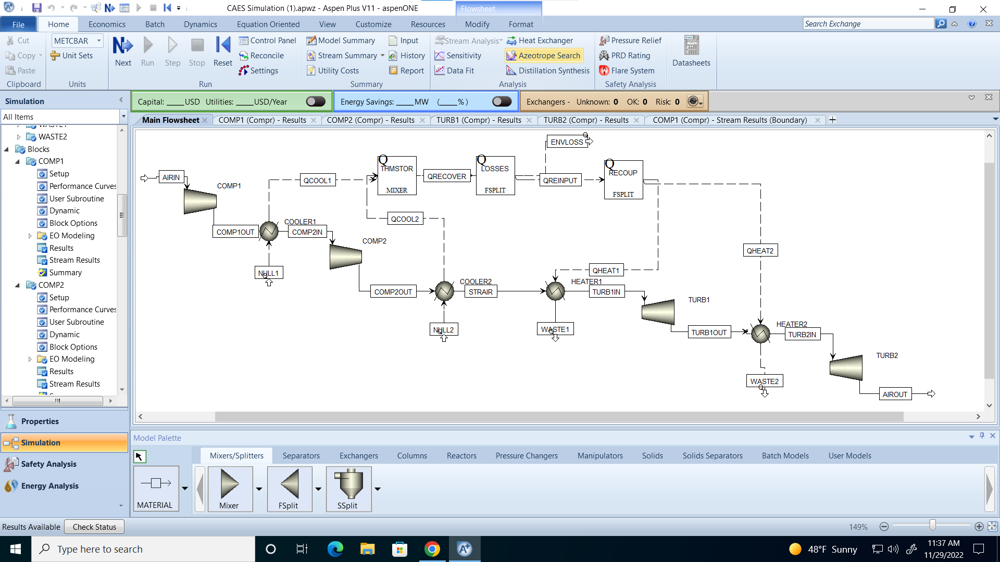 CAES Simulation (1).apwz - Aspen Plus V11 - aspenONE
Flowsheet
File Home Economics Batch Dynamics Equation Oriented View Customize Resources Modify Format
Search Exchange
Cut
Copy
Paste
Clipboard
METCBAR
Unit Sets
Units
Next
Run
Step
Stop
Reset
Control Panel
Reconcile
Settings
Run
Model Summary
Stream Summary
Utility Costs
Input
History
Report
Summary
Stream Analysis
Sensitivity
Data Fit
Heat Exchanger
Azeotrope Search
Distillation Synthesis
Analysis
Pressure Relief
PRD Rating
Flare System
Safety Analysis
Datasheets
Simulation
Capital: ____USD Utilities: ____USD/Year
Energy Savings: ____MW (____%)
Exchangers - Unknown: 0 OK: 0 Risk: 0
All Items
Main Flowsheet
COMP1 (Compr) - Results
COMP2 (Compr) - Results
TURB1 (Compr) - Results
TURB2 (Compr) - Results
COMP1 (Compr) - Stream Results (Boundary)
WASTE1
WASTE2
Blocks
COMP1
Setup
Performance Curves
User Subroutine
Dynamic
Block Options
EO Modeling
Results
Stream Results
Summary
COMP2
Setup
Performance Curves
User Subroutine
Dynamic
Block Options
EO Modeling
Results
Stream Results
Properties
Simulation
Safety Analysis
Energy Analysis
Q
ENVLOSS
Q
THMSTOR
MIXER
QRECOVER
Q
LOSSES
FSPLIT
QREINPUT
Q
RECOUP
FSPLIT
AIRIN
COMP1
QCOOL1
QCOOL2
COMP1OUT
COOLER1
COMP2IN
COMP2
NULL1
Q
QHEAT2
QHEAT1
COMP2OUT
COOLER2
STRAIR
HEATER1
TURB1IN
TURB1
NULL2
Q
WASTE1
Q
TURB1OUT
HEATER2
TURB2IN
TURB2
WASTE2
Q
AIROUT
Model Palette
Mixers/Splitters Separators Exchangers Columns Reactors Pressure Changers Manipulators Solids Solids Separators Batch Models User Models
MATERIAL
Mixer
FSplit
SSplit
Results Available
Check Status
149%
Type here to search
48°F Sunny
11:37 AM
11/29/2022